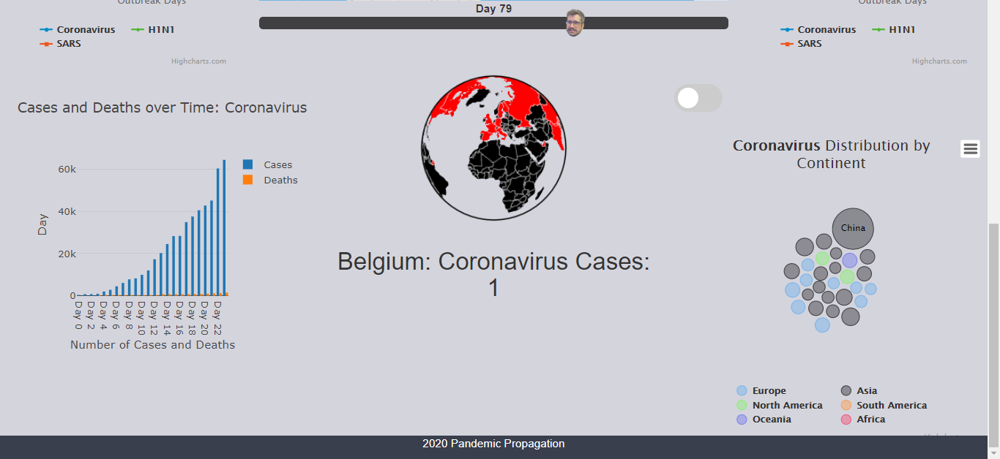 Outbreak Days
Coronavirus
H1N1
SARS
Highcharts.com
Day 79
Outbreak Days
Coronavirus
H1N1
SARS
Highcharts.com
Cases and Deaths over Time: Coronavirus
Cases
Deaths
60k
40k
20k
0
Day
Day 0
Day 2
Day 4
Day 6
Day 8
Day 10
Day 12
Day 14
Day 16
Day 18
Day 20
Day 22
Number of Cases and Deaths
Belgium: Coronavirus Cases:
1
Coronavirus Distribution by
Continent
China
Europe
Asia
North America
South America
Oceania
Africa
2020 Pandemic Propagation